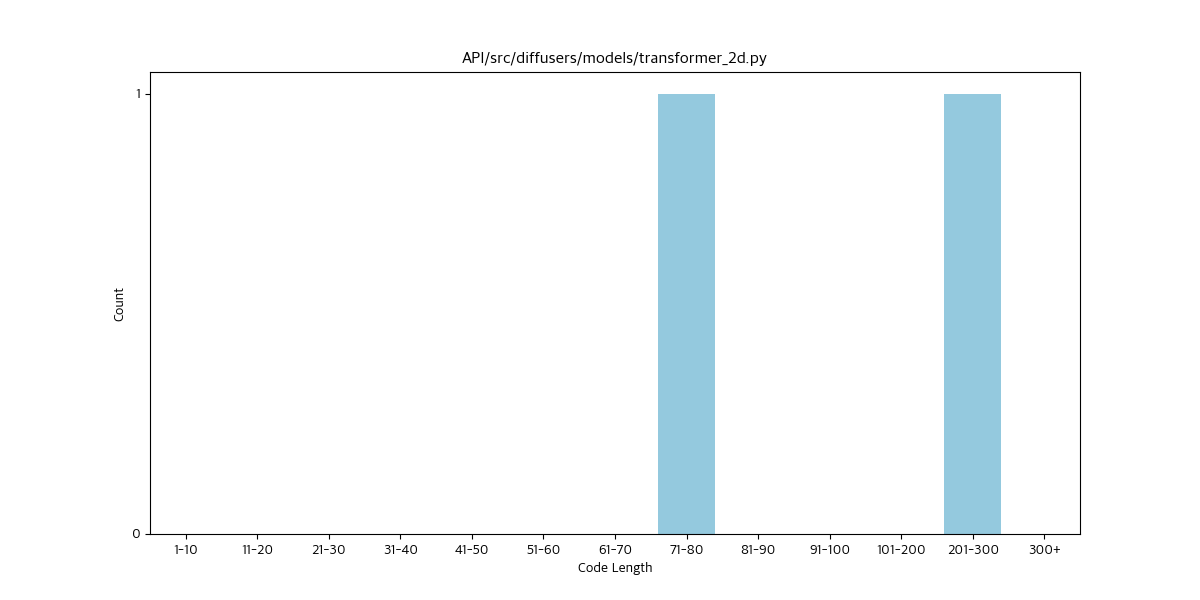 API/src/diffusers/models/transformer_2d.py
1
Count
0
1-10 11-20 21-30 31-40 41-50 51-60 61-70 71-80 81-90 91-100 101-200 201-300 300+
Code Length